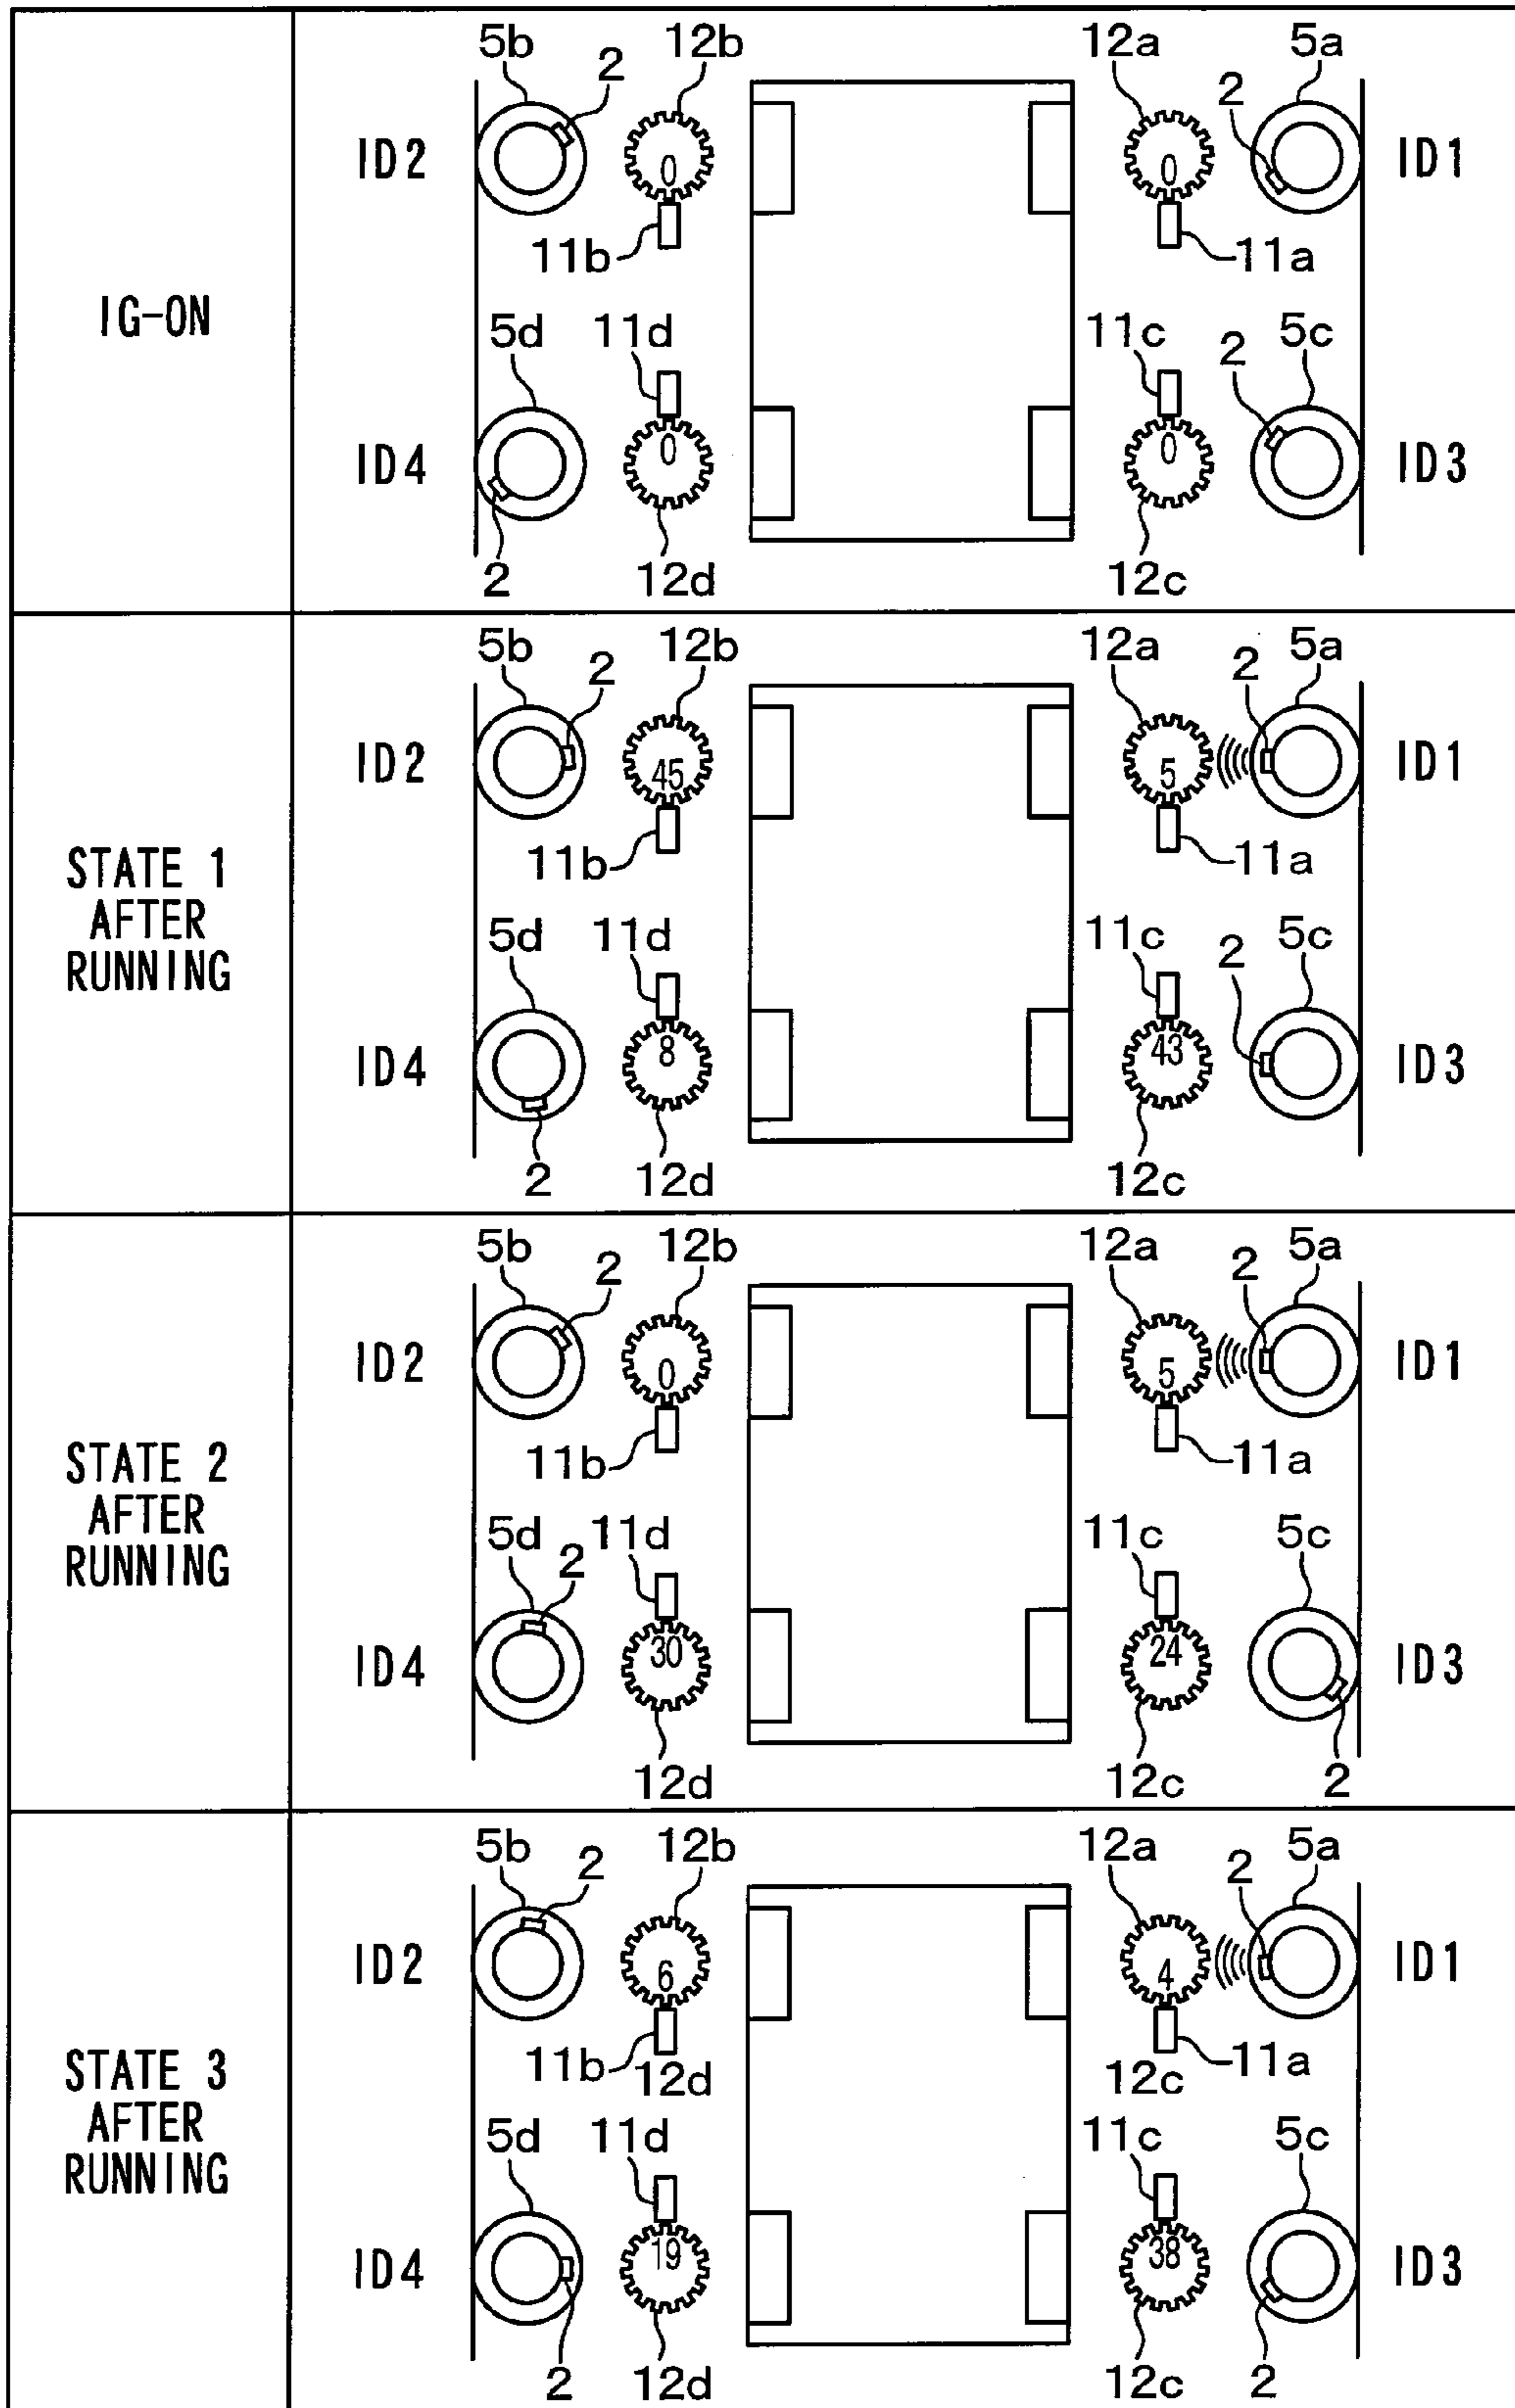 5b 2 12b 12a 2 5a
ID2 0 0 ID1
11b 11a
IG-ON
5d 11d 11c 2 5c
ID4 0 0 ID3
2 12d 12c
5b 2 12b 12a 2 5a
ID2 45 5 ID1
11b 11a
STATE 1
AFTER
RUNNING
5d 11d 11c 2 5c
ID4 8 43 ID3
2 12d 12c
5b 2 12b 12a 2 5a
ID2 0 5 ID1
11b 11a
STATE 2
AFTER
RUNNING
5d 2 11d 11c 5c
ID4 30 24 ID3
12d 12c 2
5b 2 12b 12a 2 5a
ID2 6 4 ID1
11b 12d 12c 11a
STATE 3
AFTER
RUNNING
5d 11d 11c 5c
ID4 19 38 ID3
2 12d 12c 2